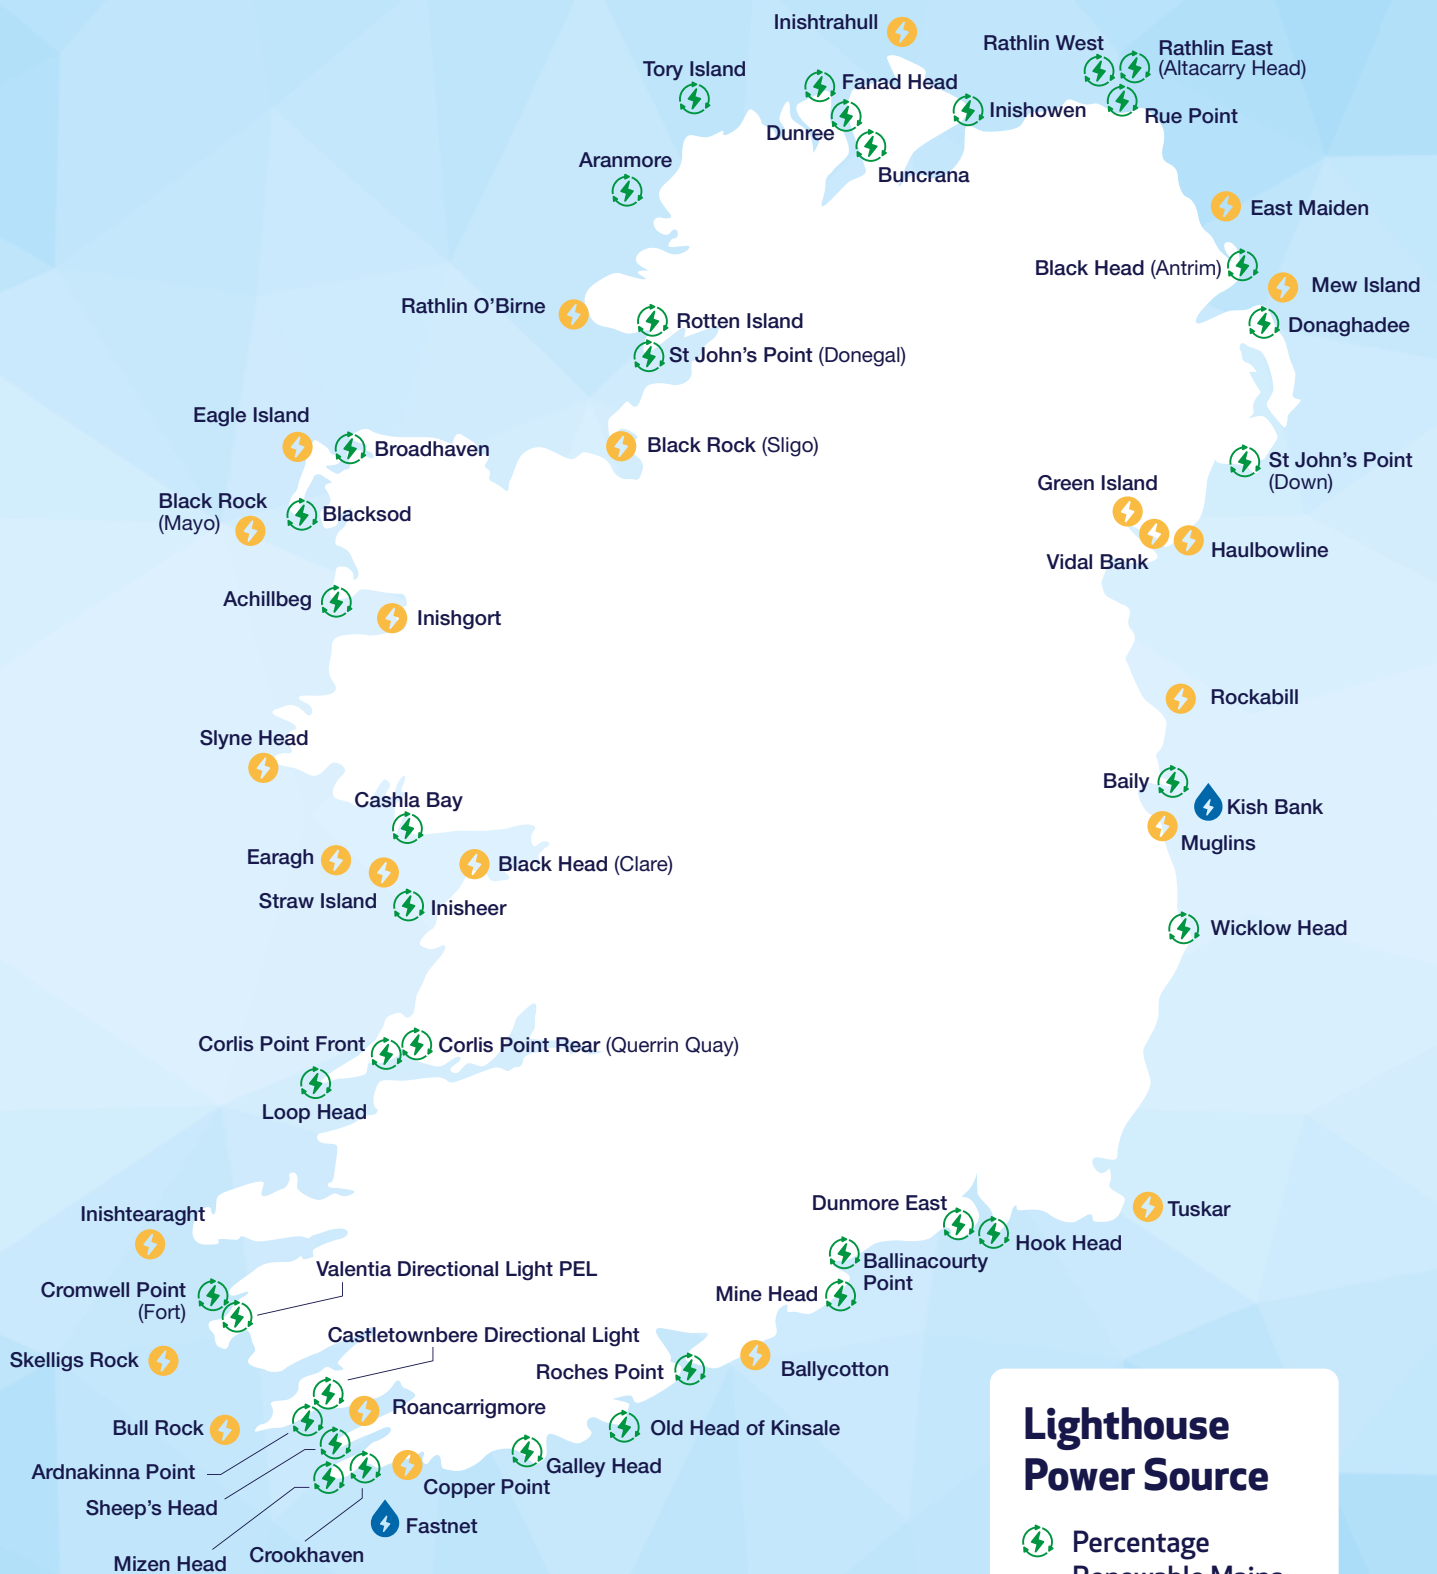 Inishtrahull
Rathlin West
Rathlin East
(Altacarry Head)
Tory Island
Fanad Head
Inishowen
Rue Point
Dunree
Buncrana
Aranmore
East Maiden
Black Head (Antrim)
Mew Island
Rathlin O'Birne
Rotten Island
Donaghadee
St John's Point (Donegal)
Eagle Island
Broadhaven
Black Rock (Sligo)
St John's Point
(Down)
Green Island
Black Rock
(Mayo)
Blacksod
Haulbowline
Vidal Bank
Achillbeg
Inishgort
Rockabill
Slyne Head
Baily
Cashla Bay
Kish Bank
Muglins
Earagh
Black Head (Clare)
Straw Island
Inisheer
Wicklow Head
Corlis Point Front
Corlis Point Rear (Querrin Quay)
Loop Head
Dunmore East
Tuskar
Inishtearaght
Hook Head
Ballinacourty
Point
Valentia Directional Light PEL
Cromwell Point
(Fort)
Mine Head
Castletownbere Directional Light
Skelligs Rock
Roches Point
Ballycotton
Roancarrigmore
Bull Rock
Old Head of Kinsale
Ardnakinna Point
Galley Head
Copper Point
Sheep's Head
Fastnet
Crookhaven
Mizen Head
Lighthouse
Power Source
Percentage
Renewable Mains